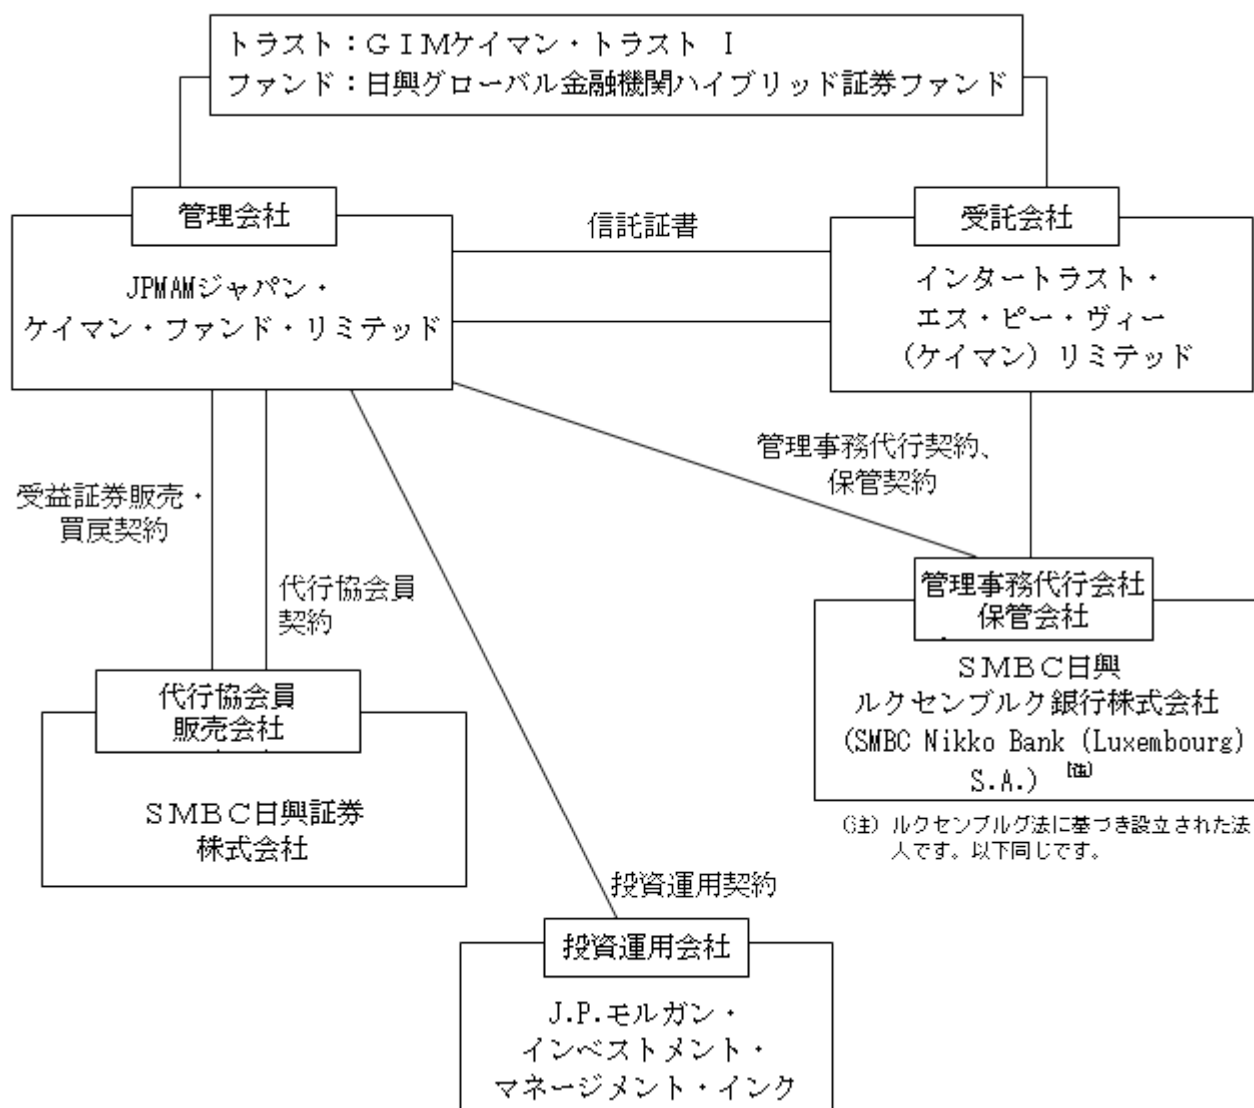 トラスト：ＧＩＭケイマン・トラスト Ⅰ
ファンド：日興グローバル金融機関ハイブリッド証券ファンド
管理会社
JPMAMジャパン・
ケイマン・ファンド・リミテッド
信託証書
受託会社
インタートラスト・
エス・ピー・ヴィー
（ケイマン）リミテッド
管理事務代行契約、
保管契約
受益証券販売・
買戻契約
代行協会員
契約
管理事務代行会社
保管会社
ＳＭＢＣ日興
ルクセンブルク銀行株式会社
(SMBC Nikko Bank (Luxembourg)
S.A.) (注)
(注) ルクセンブルグ法に基づき設立された法
人です。以下同じです。
代行協会員
販売会社
ＳＭＢＣ日興証券
株式会社
投資運用契約
投資運用会社
J.P.モルガン・
インベストメント・
マネージメント・インク